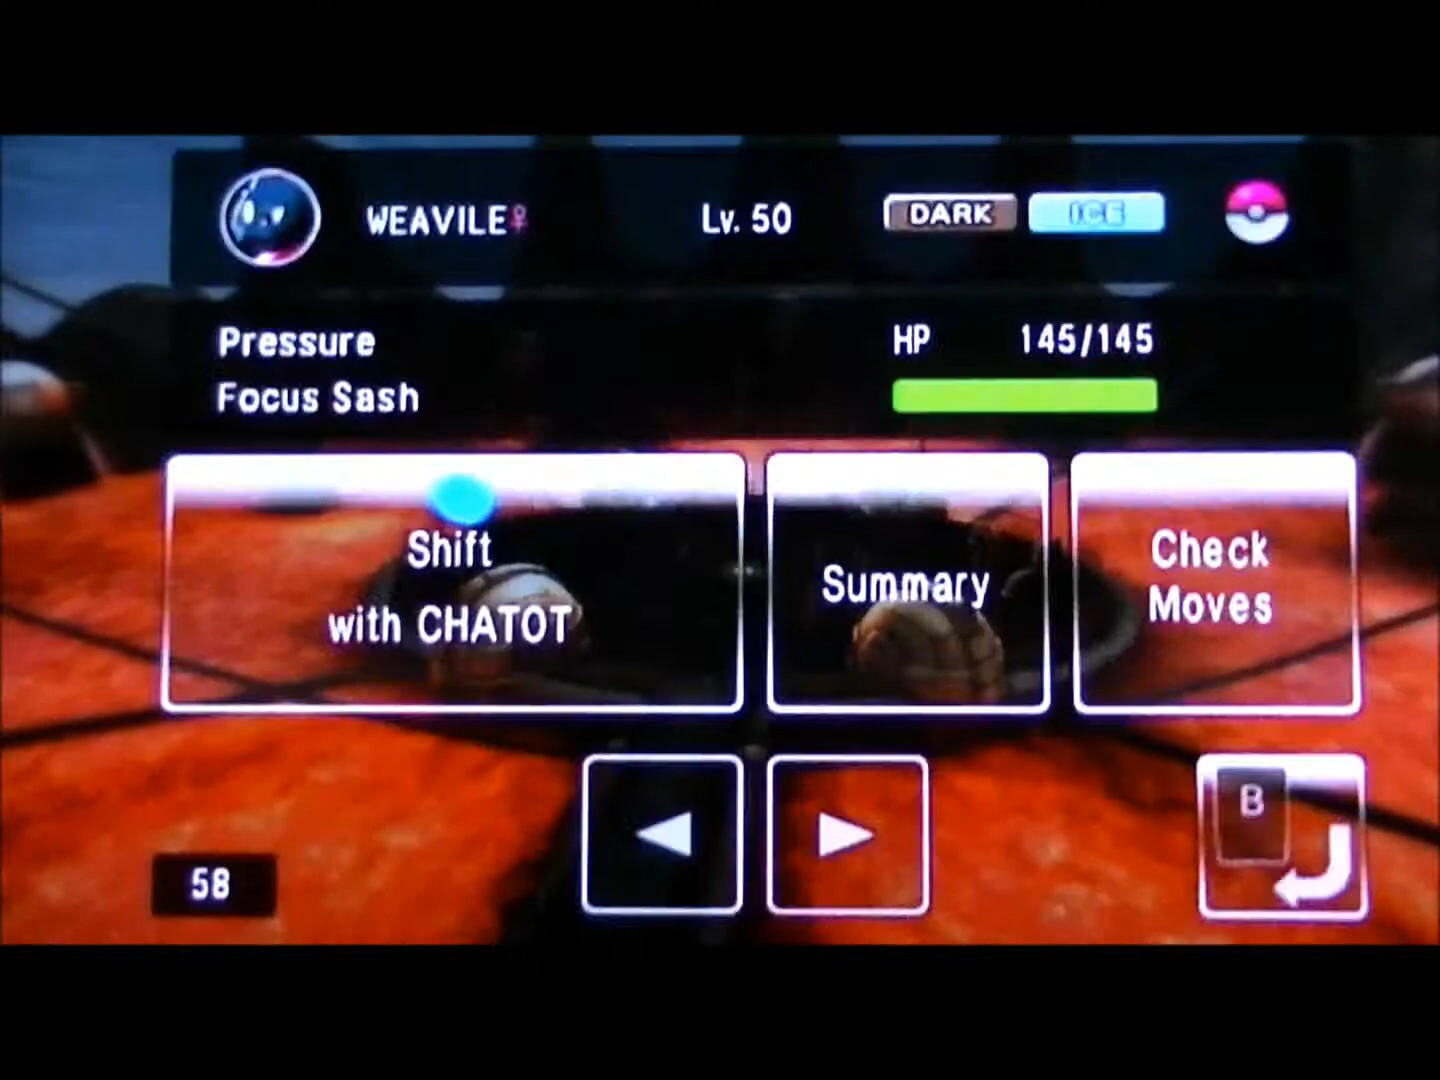 WEAVILE♀ Lv. 50 DARK ICE
Pressure HP 145/145
Focus Sash
Shift
with CHATOT
Summary
Check
Moves
B
58